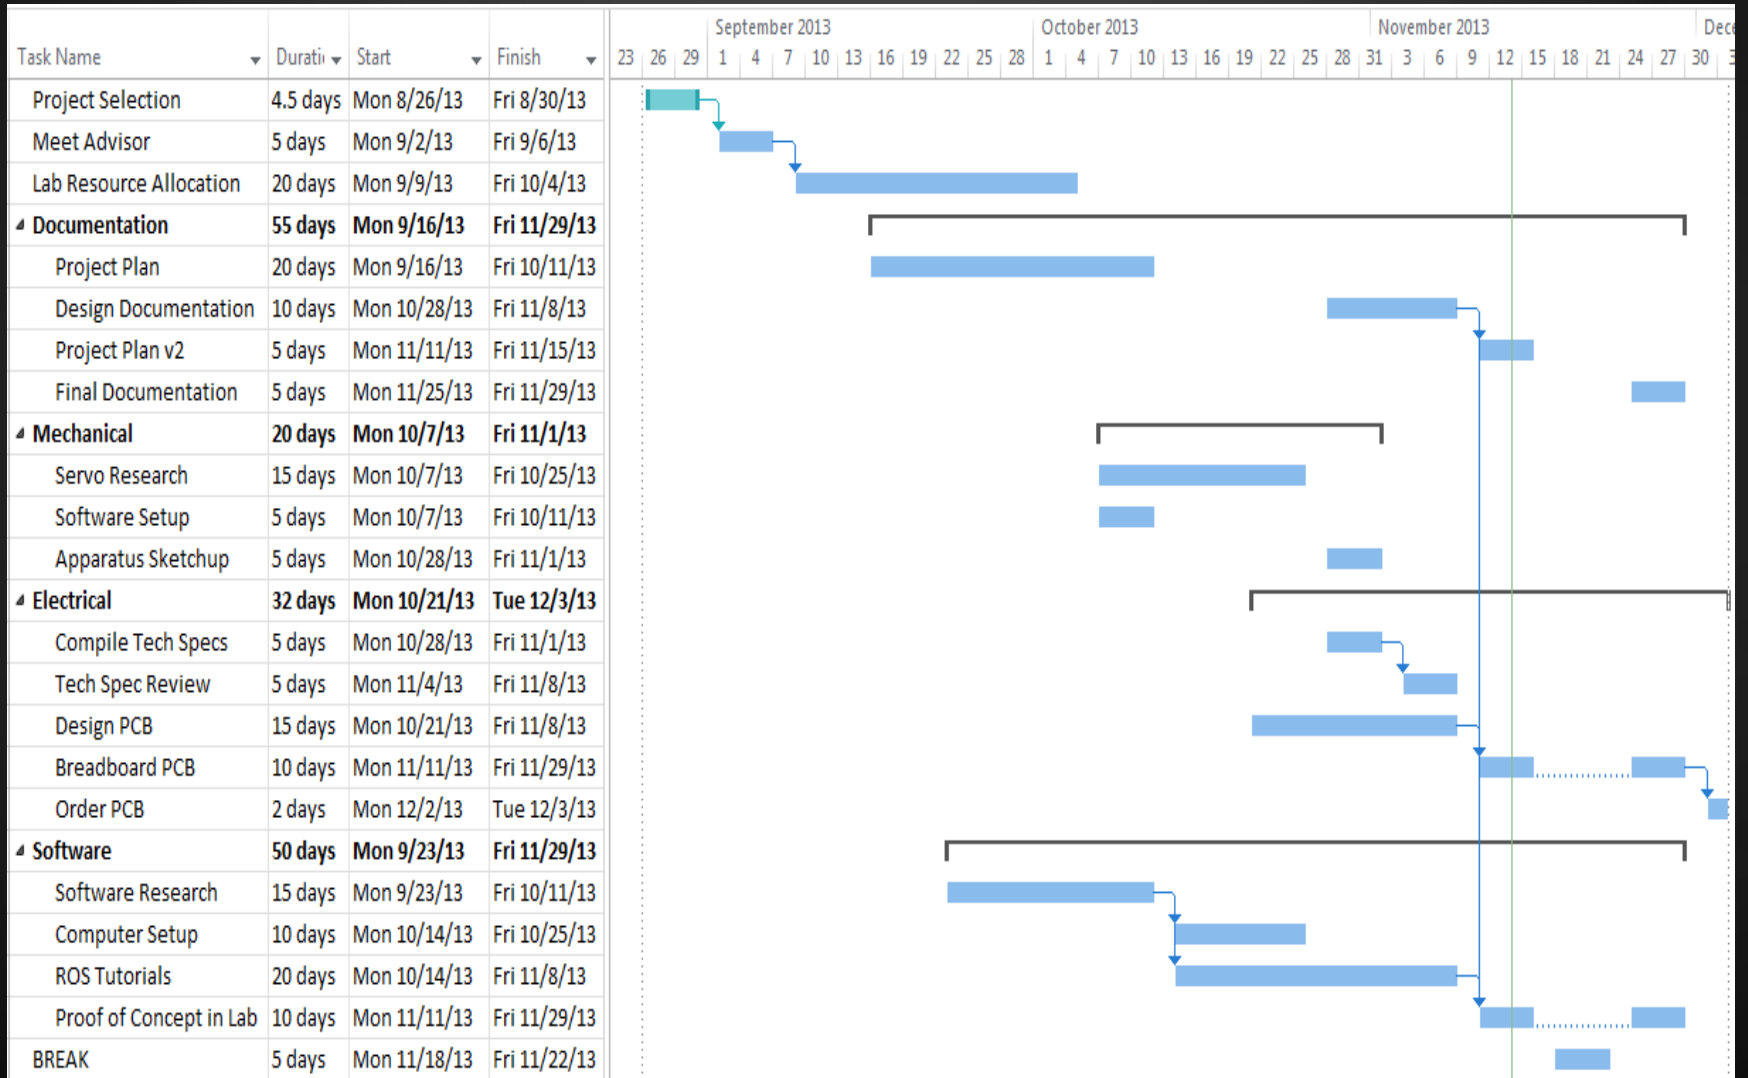 September 2013 October 2013 November 2013 Dece
Task Name Durati Start Finish 23 26 29 1 4 7 10 13 16 19 22 25 28 1 4 7 10 13 16 19 22 25 28 31 3 6 9 12 15 18 21 24 27 30 3
Project Selection 4.5 days Mon 8/26/13 Fri 8/30/13
Meet Advisor 5 days Mon 9/2/13 Fri 9/6/13
Lab Resource Allocation 20 days Mon 9/9/13 Fri 10/4/13
Documentation 55 days Mon 9/16/13 Fri 11/29/13
Project Plan 20 days Mon 9/16/13 Fri 10/11/13
Design Documentation 10 days Mon 10/28/13 Fri 11/8/13
Project Plan v2 5 days Mon 11/11/13 Fri 11/15/13
Final Documentation 5 days Mon 11/25/13 Fri 11/29/13
Mechanical 20 days Mon 10/7/13 Fri 11/1/13
Servo Research 15 days Mon 10/7/13 Fri 10/25/13
Software Setup 5 days Mon 10/7/13 Fri 10/11/13
Apparatus Sketchup 5 days Mon 10/28/13 Fri 11/1/13
Electrical 32 days Mon 10/21/13 Tue 12/3/13
Compile Tech Specs 5 days Mon 10/28/13 Fri 11/1/13
Tech Spec Review 5 days Mon 11/4/13 Fri 11/8/13
Design PCB 15 days Mon 10/21/13 Fri 11/8/13
Breadboard PCB 10 days Mon 11/11/13 Fri 11/29/13
Order PCB 2 days Mon 12/2/13 Tue 12/3/13
Software 50 days Mon 9/23/13 Fri 11/29/13
Software Research 15 days Mon 9/23/13 Fri 10/11/13
Computer Setup 10 days Mon 10/14/13 Fri 10/25/13
ROS Tutorials 20 days Mon 10/14/13 Fri 11/8/13
Proof of Concept in Lab 10 days Mon 11/11/13 Fri 11/29/13
BREAK 5 days Mon 11/18/13 Fri 11/22/13